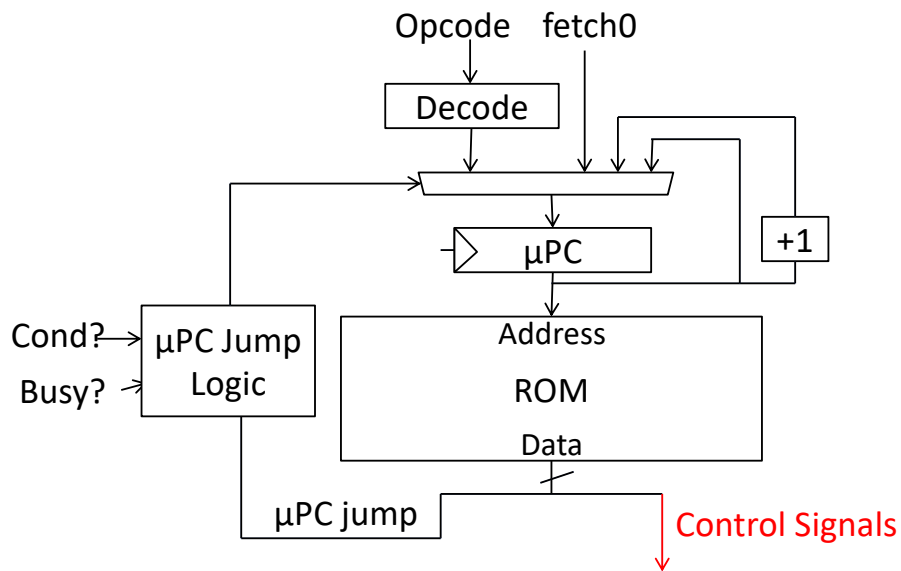 Opcode
fetch0
Decode
+1
μPC
Cond?
μPC Jump
Logic
Busy?
Address
ROM
Data
μPC jump
Control Signals